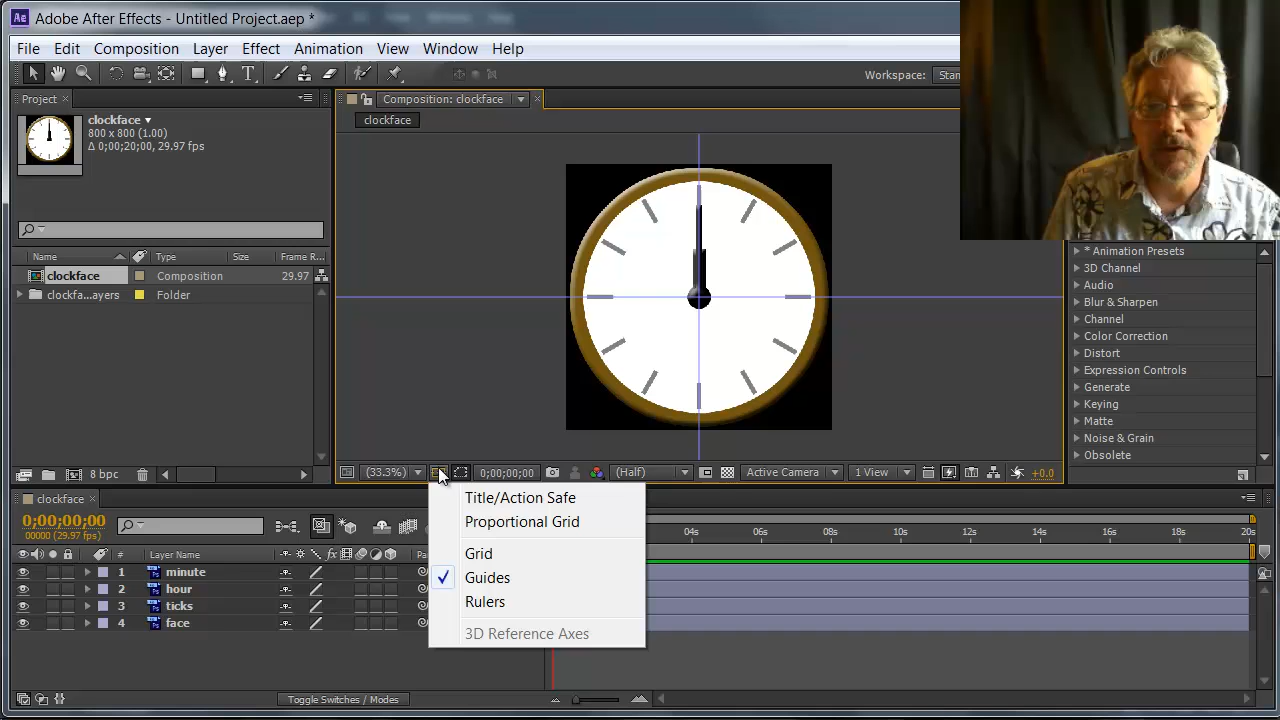 Adobe After Effects - Untitled Project.aep *
File Edit Composition Layer Effect Animation View Window Help
Workspace: Stan
Project
Composition: clockface
clockface
clockface
800 x 800 (1.00)
Δ 0;00;20;00, 29.97 fps
* Animation Presets
3D Channel
Audio
Blur & Sharpen
Channel
Color Correction
Distort
Expression Controls
Generate
Keying
Matte
Noise & Grain
Obsolete
Name Type Size Frame R...
clockface Composition 29.97
clockfa...ayers Folder
8 bpc
(33.3%) 0;00;00;00 (Half) Active Camera 1 View +0.0
Title/Action Safe
Proportional Grid
Grid
Guides
Rulers
3D Reference Axes
clockface
0;00;00;00
00000 (29.97 fps)
04s 06s 08s 10s 12s 14s 16s 18s 20s
# Layer Name fx Pa
1 minute
2 hour
3 ticks
4 face
Toggle Switches / Modes